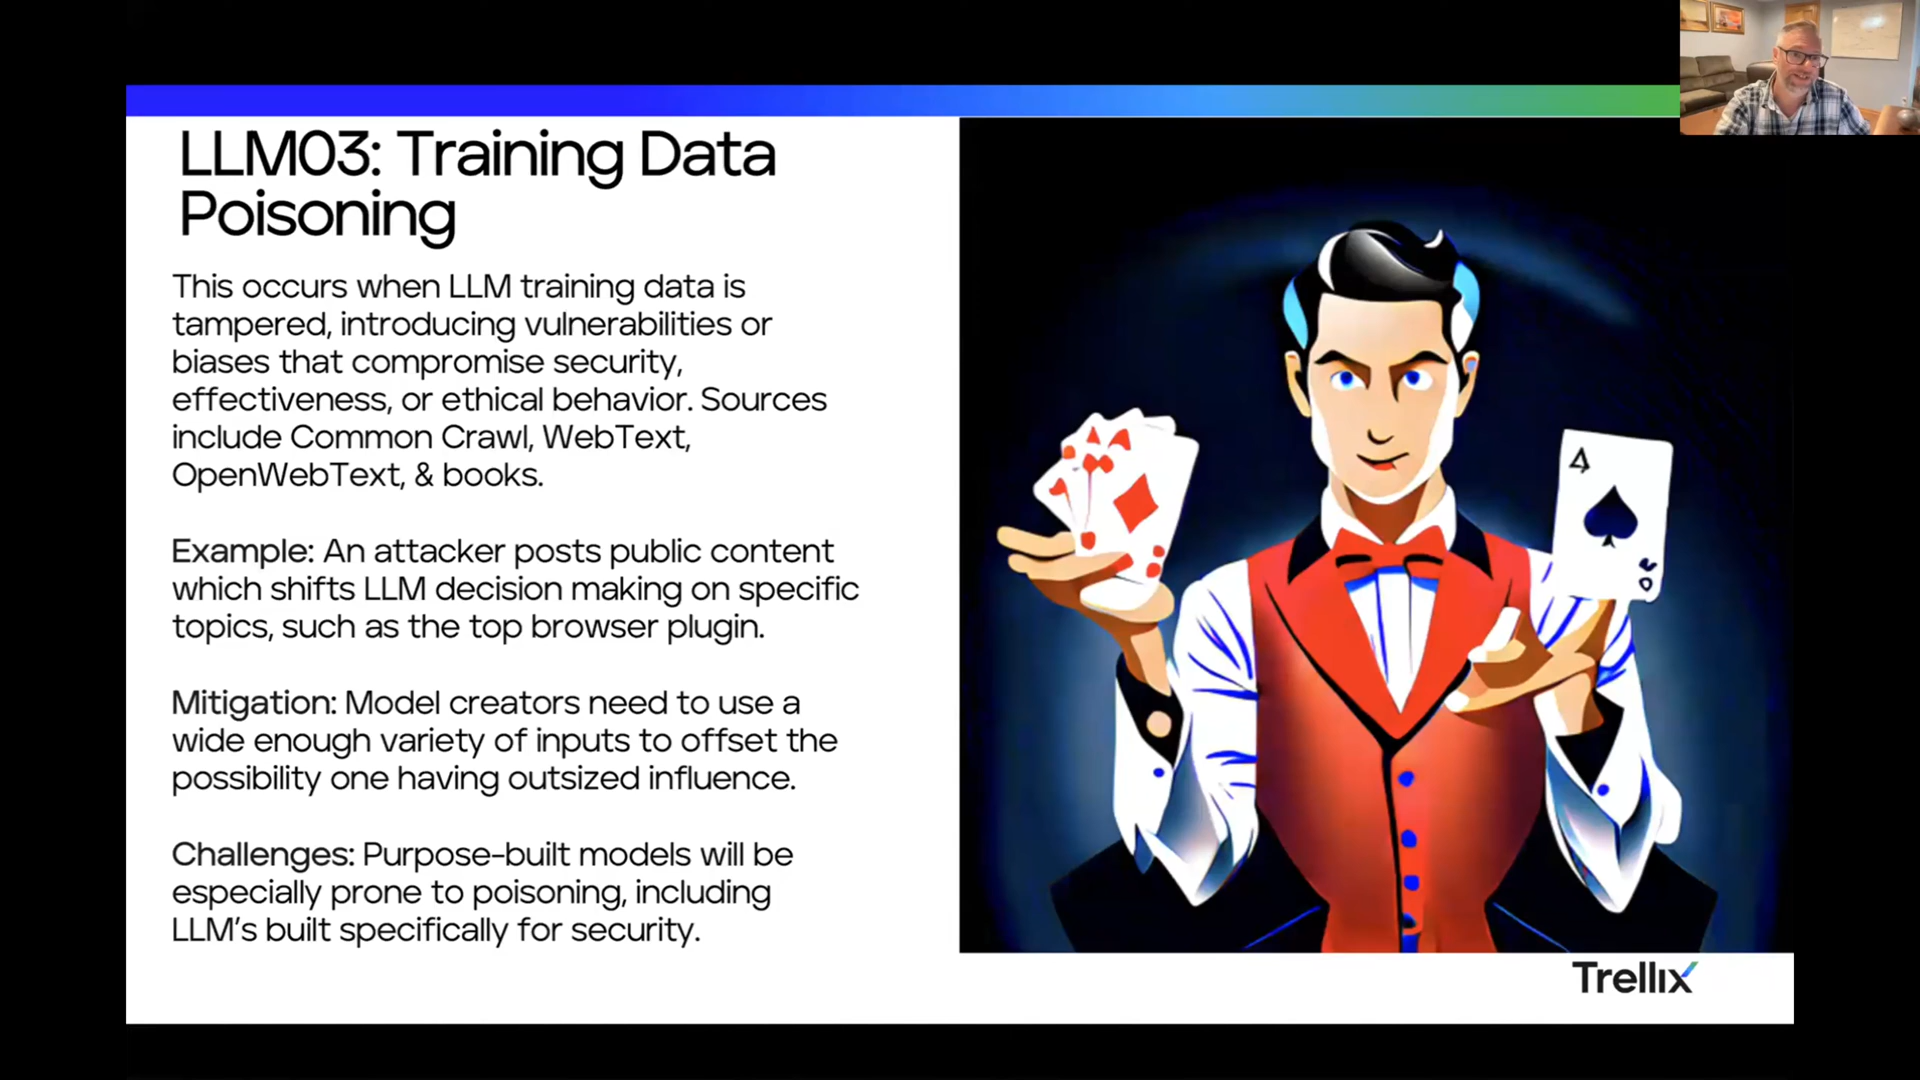 LLM03: Training Data
Poisoning
This occurs when LLM training data is
tampered, introducing vulnerabilities or
biases that compromise security,
effectiveness, or ethical behavior. Sources
include Common Crawl, WebText,
OpenWebText, & books.
Example: An attacker posts public content
which shifts LLM decision making on specific
topics, such as the top browser plugin.
Mitigation: Model creators need to use a
wide enough variety of inputs to offset the
possibility one having outsized influence.
Challenges: Purpose-built models will be
especially prone to poisoning, including
LLM's built specifically for security.
Trellix